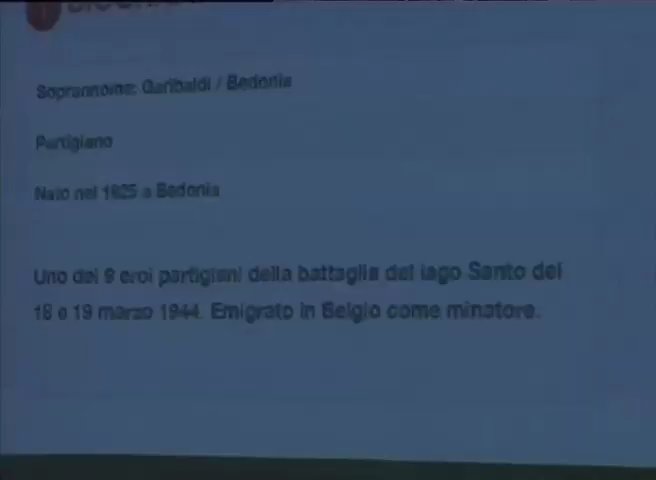 Soprannome: Garibaldi / Bedonia
Partigiano
Nato nel 1925 a Bedonia
Uno dei 9 eroi partigiani della battaglia del lago Santo del
18 e 19 marzo 1944. Emigrato in Belgio come minatore.